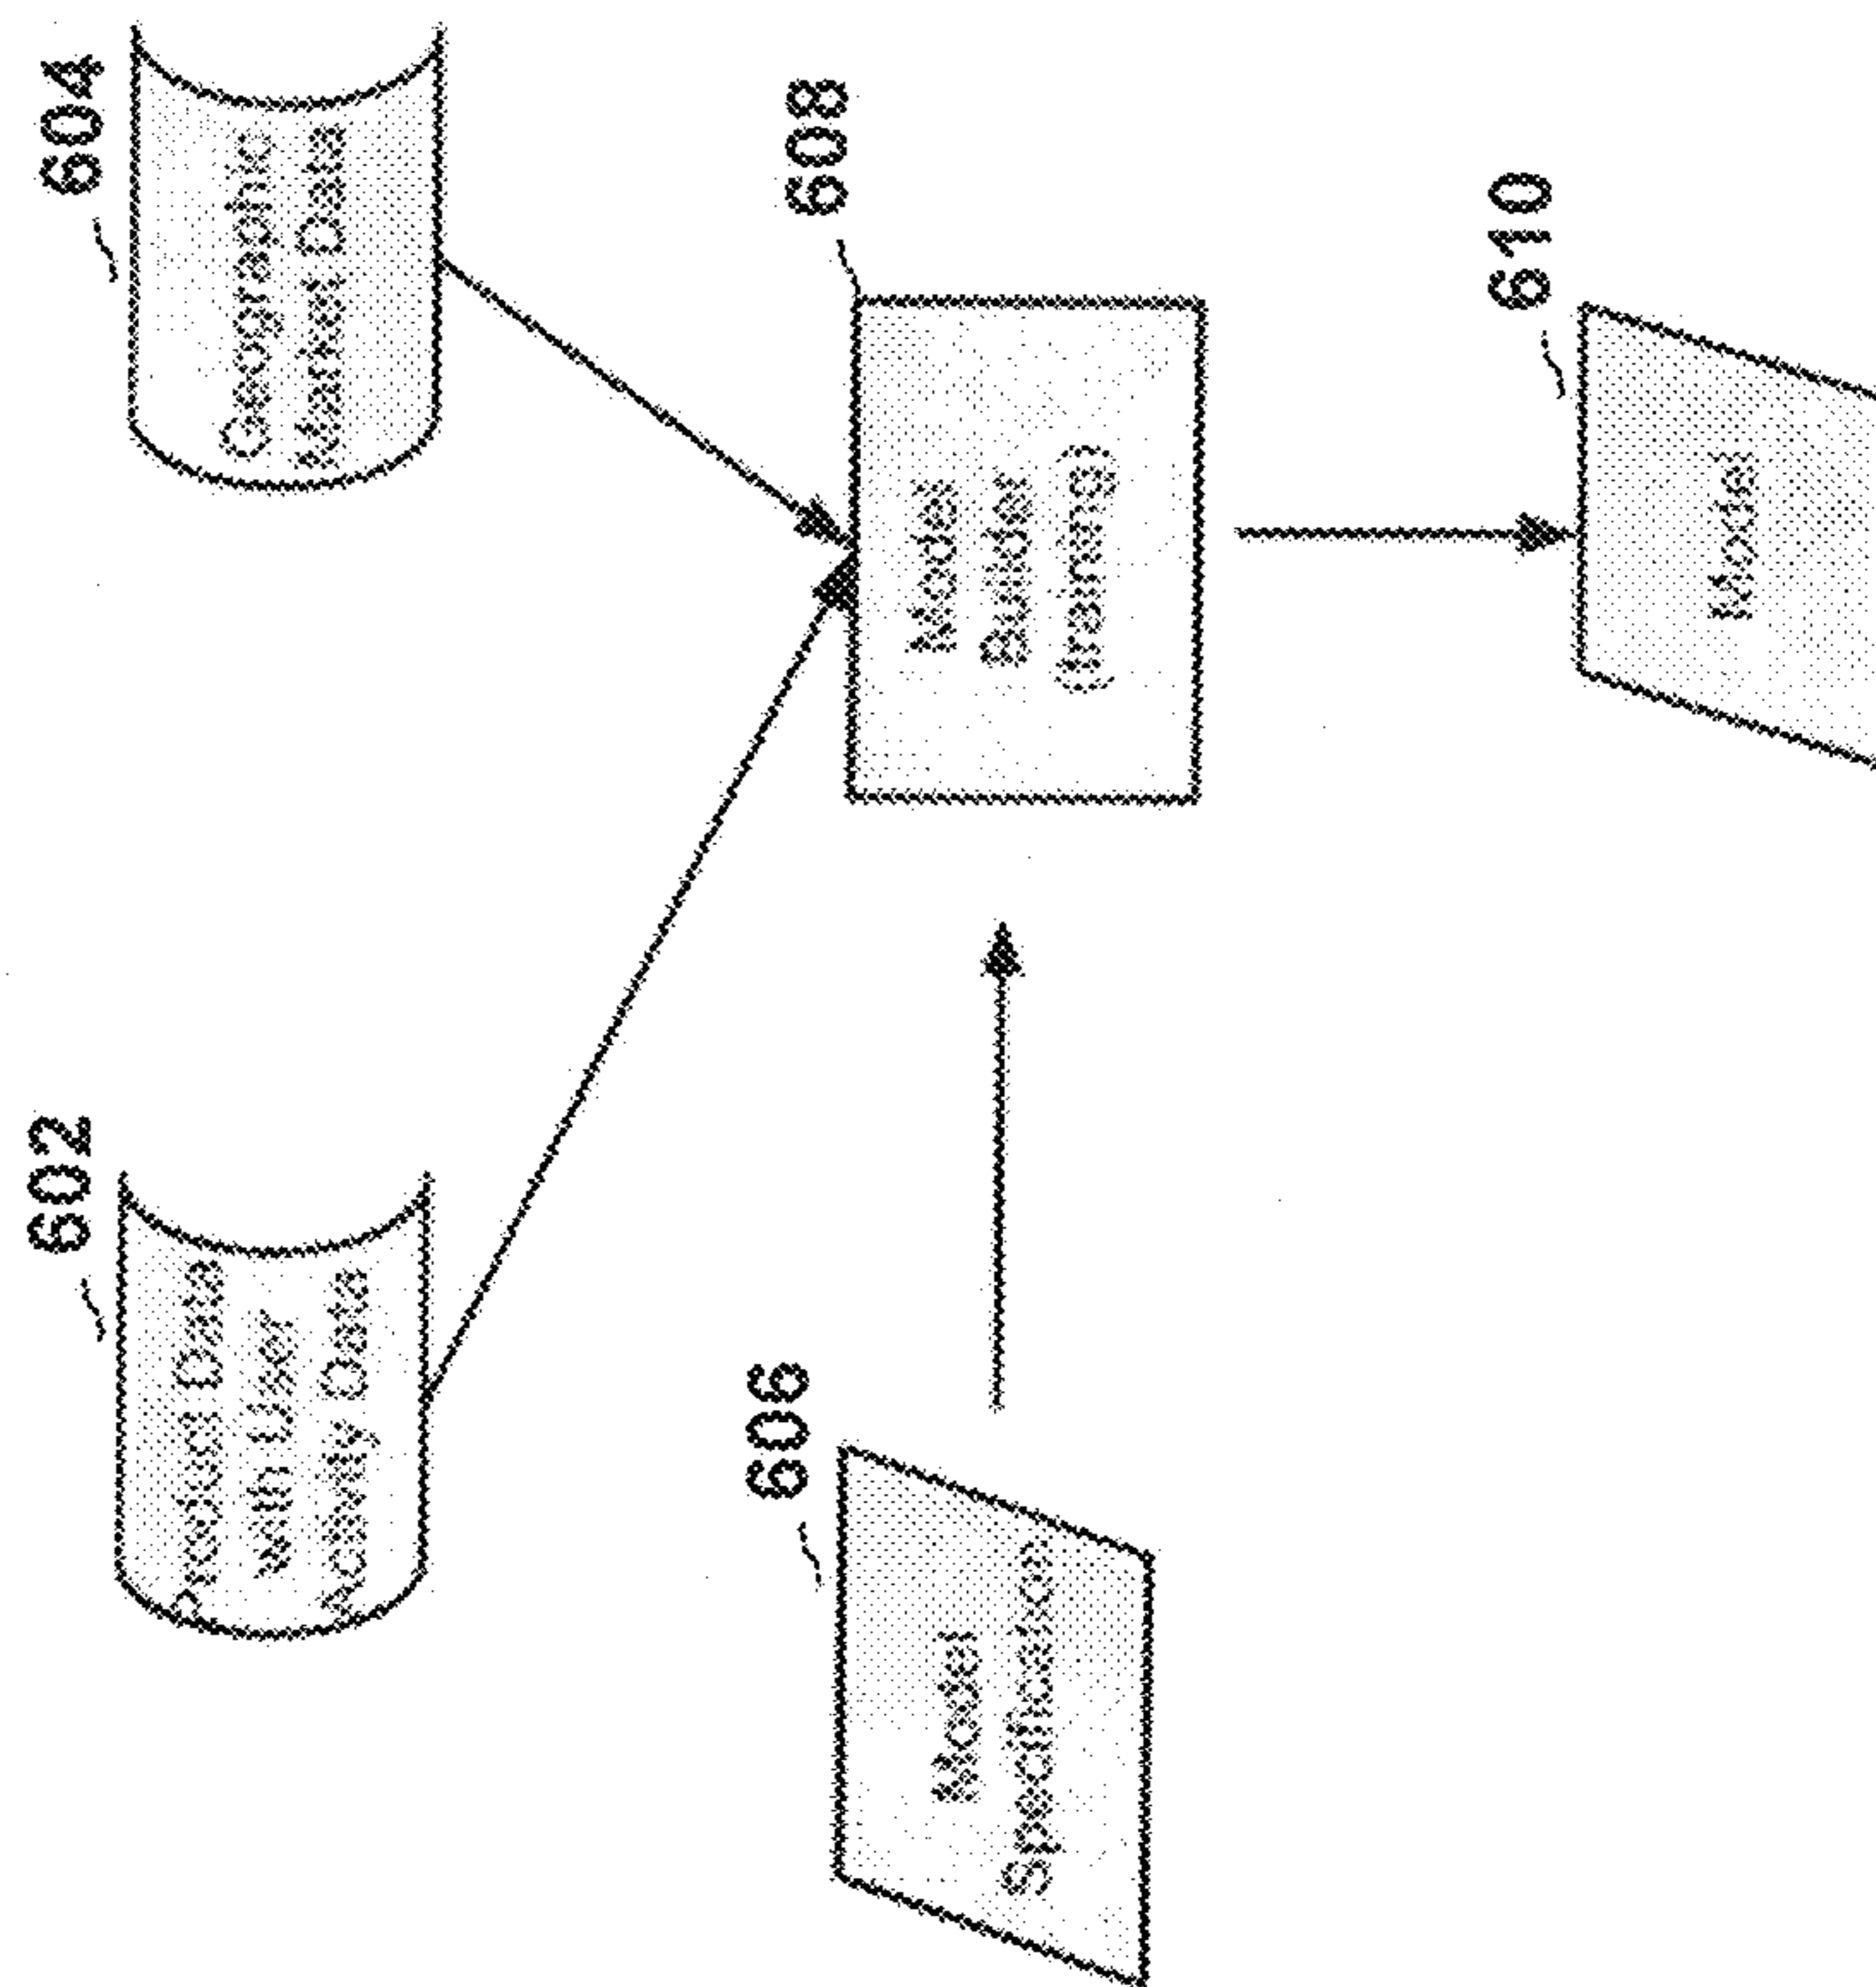 602
Product Data
with User
Activity Data
604
Geographic
Market Data
606
Model
Specification
608
Model
Builder
(training)
610
Model